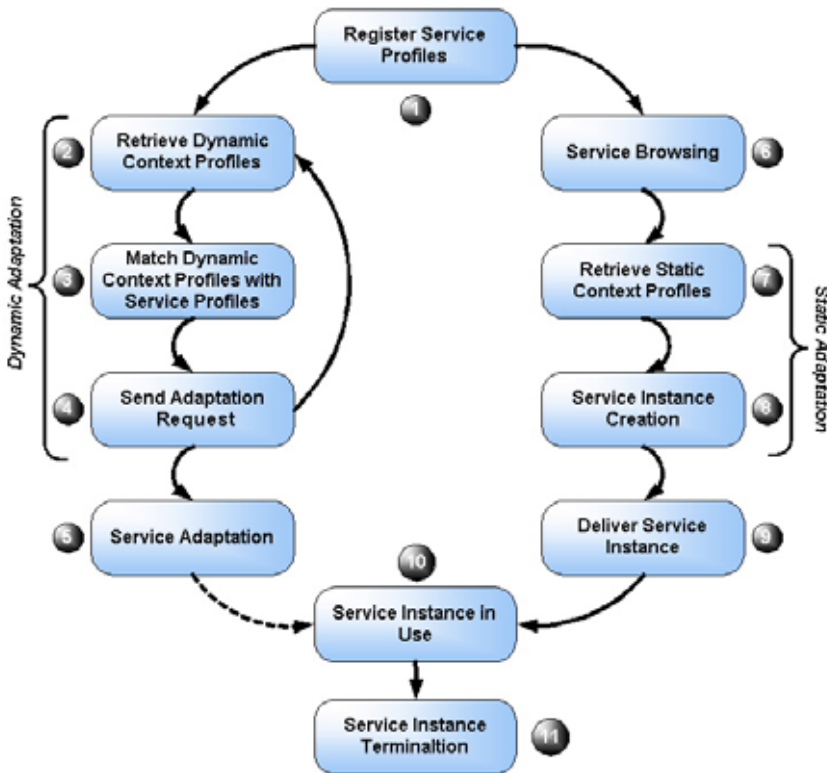 Register Service
Profiles
1
Retrieve Dynamic
Context Profiles
2
Match Dynamic
Context Profiles with
Service Profiles
3
Send Adaptation
Request
4
Dynamic Adaptation
Service Adaptation
5
Service Browsing
6
Retrieve Static
Context Profiles
7
Service Instance
Creation
8
Static Adaptation
Deliver Service
Instance
9
10
Service Instance in
Use
Service Instance
Terminaltion
11